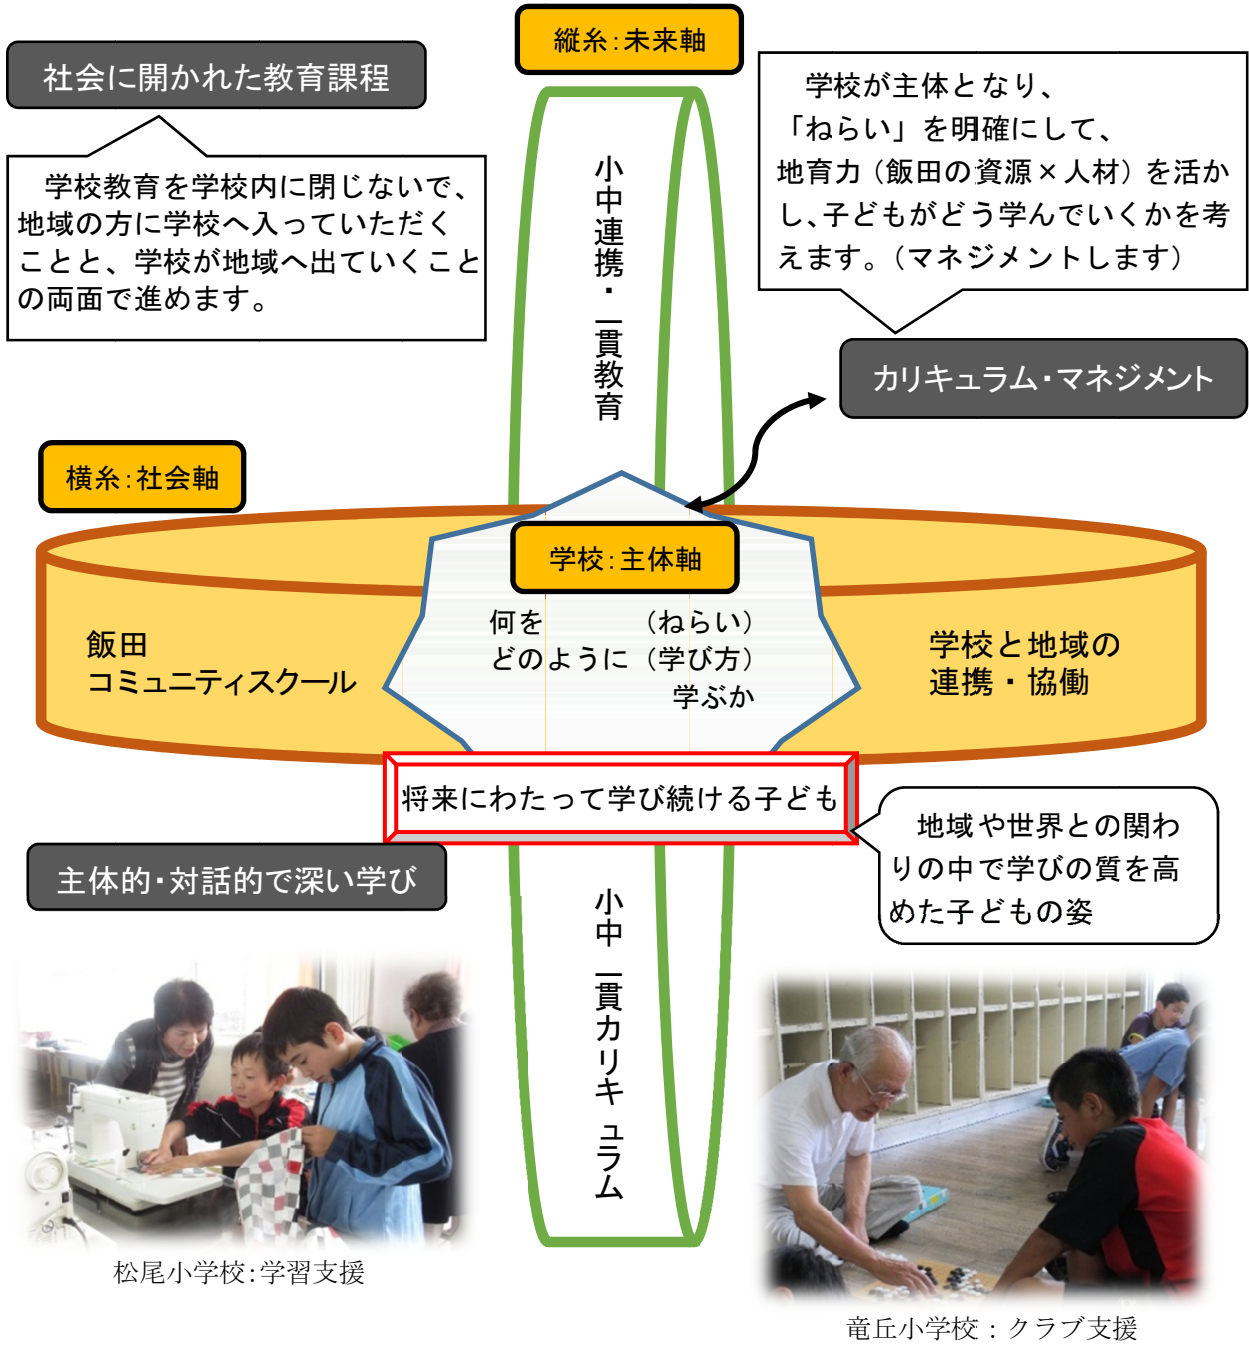 縦糸：未来軸
社会に開かれた教育課程
学校教育を学校内に閉じないで、
地域の方に学校へ入っていただく
ことと、学校が地域へ出ていくこと
の両面で進めます。
学校が主体となり、
「ねらい」を明確にして、
地育力（飯田の資源×人材）を活か
し、子どもがどう学んでいくかを考
えます。（マネジメントします）
小中連携・一貫教育
カリキュラム・マネジメント
横糸：社会軸
学校：主体軸
何を　　　（ねらい）
どのように（学び方）
学ぶか
飯田
コミュニティスクール
学校と地域の
連携・協働
将来にわたって学び続ける子ども
地域や世界との関わ
りの中で学びの質を高
めた子どもの姿
主体的・対話的で深い学び
小中一貫カリキュラム
松尾小学校：学習支援
竜丘小学校：クラブ支援